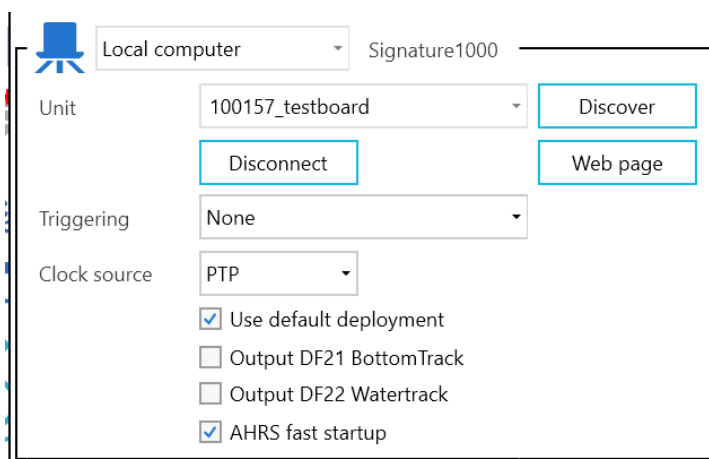 Local computer Signature1000
Unit 100157_testboard Discover
Disconnect Web page
Triggering None
Clock source PTP
Use default deployment
Output DF21 BottomTrack
Output DF22 Watertrack
AHRS fast startup